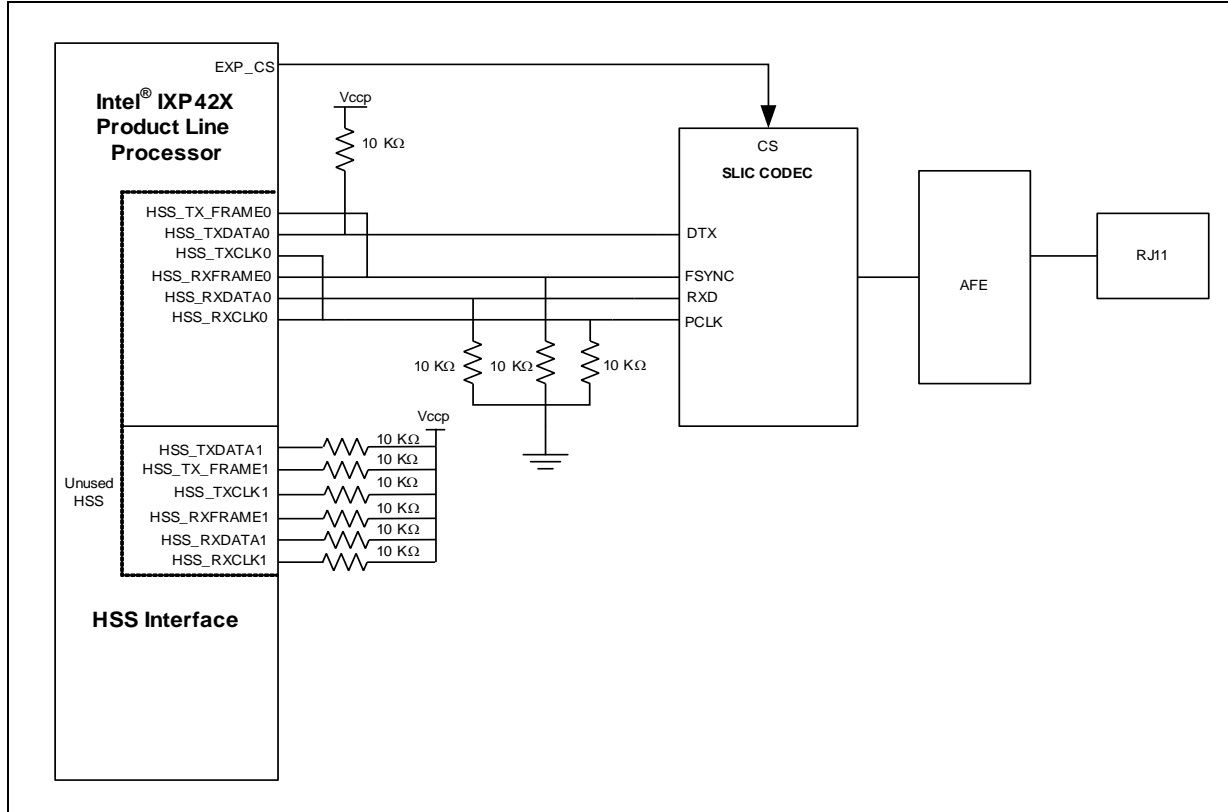 EXP_CS
Intel® IXP42X
Product Line
Processor
Vccp
10 KΩ
CS
SLIC CODEC
HSS_TX_FRAME0
HSS_TXDATA0
HSS_TXCLK0
HSS_RXFRAME0
HSS_RXDATA0
HSS_RXCLK0
DTX
FSYNC
RXD
PCLK
AFE
RJ11
10 KΩ
10 KΩ
10 KΩ
Vccp
Unused
HSS
HSS_TXDATA1
HSS_TX_FRAME1
HSS_TXCLK1
HSS_RXFRAME1
HSS_RXDATA1
HSS_RXCLK1
10 KΩ
10 KΩ
10 KΩ
10 KΩ
10 KΩ
10 KΩ
HSS Interface